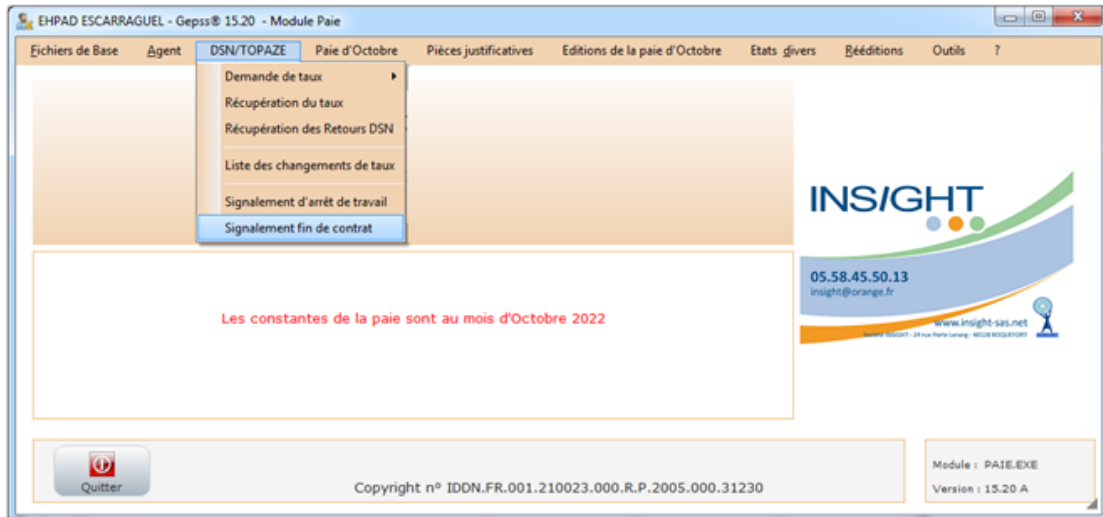 EHPAD ESCARRAGUEL - Gepss® 15.20 - Module Paie
Fichiers de Base Agent DSN/TOPAZE Paie d'Octobre Pièces justificatives Editions de la paie d'Octobre Etats divers Rééditions Outils ?
Demande de taux
Récupération du taux
Récupération des Retours DSN
Liste des changements de taux
Signalement d'arrêt de travail
Signalement fin de contrat
INSIGHT
05.58.45.50.13
insight@orange.fr
www.insight-sas.net
Les constantes de la paie sont au mois d'Octobre 2022
Quitter
Copyright nº IDDN.FR.001.210023.000.R.P.2005.000.31230
Module : PAIE.EXE
Version : 15.20 A